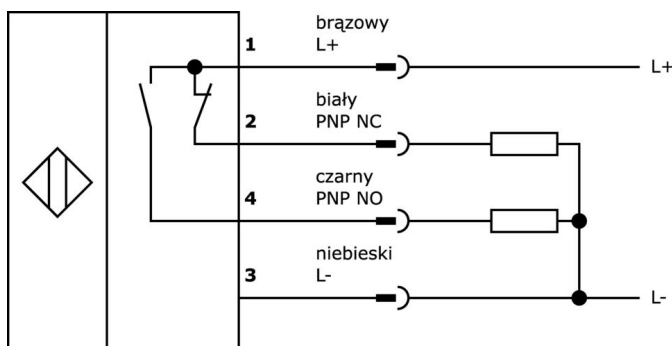 brązowy
1 L+
L+
biały
2 PNP NC
czarny
4 PNP NO
niebieski
3 L-
L-